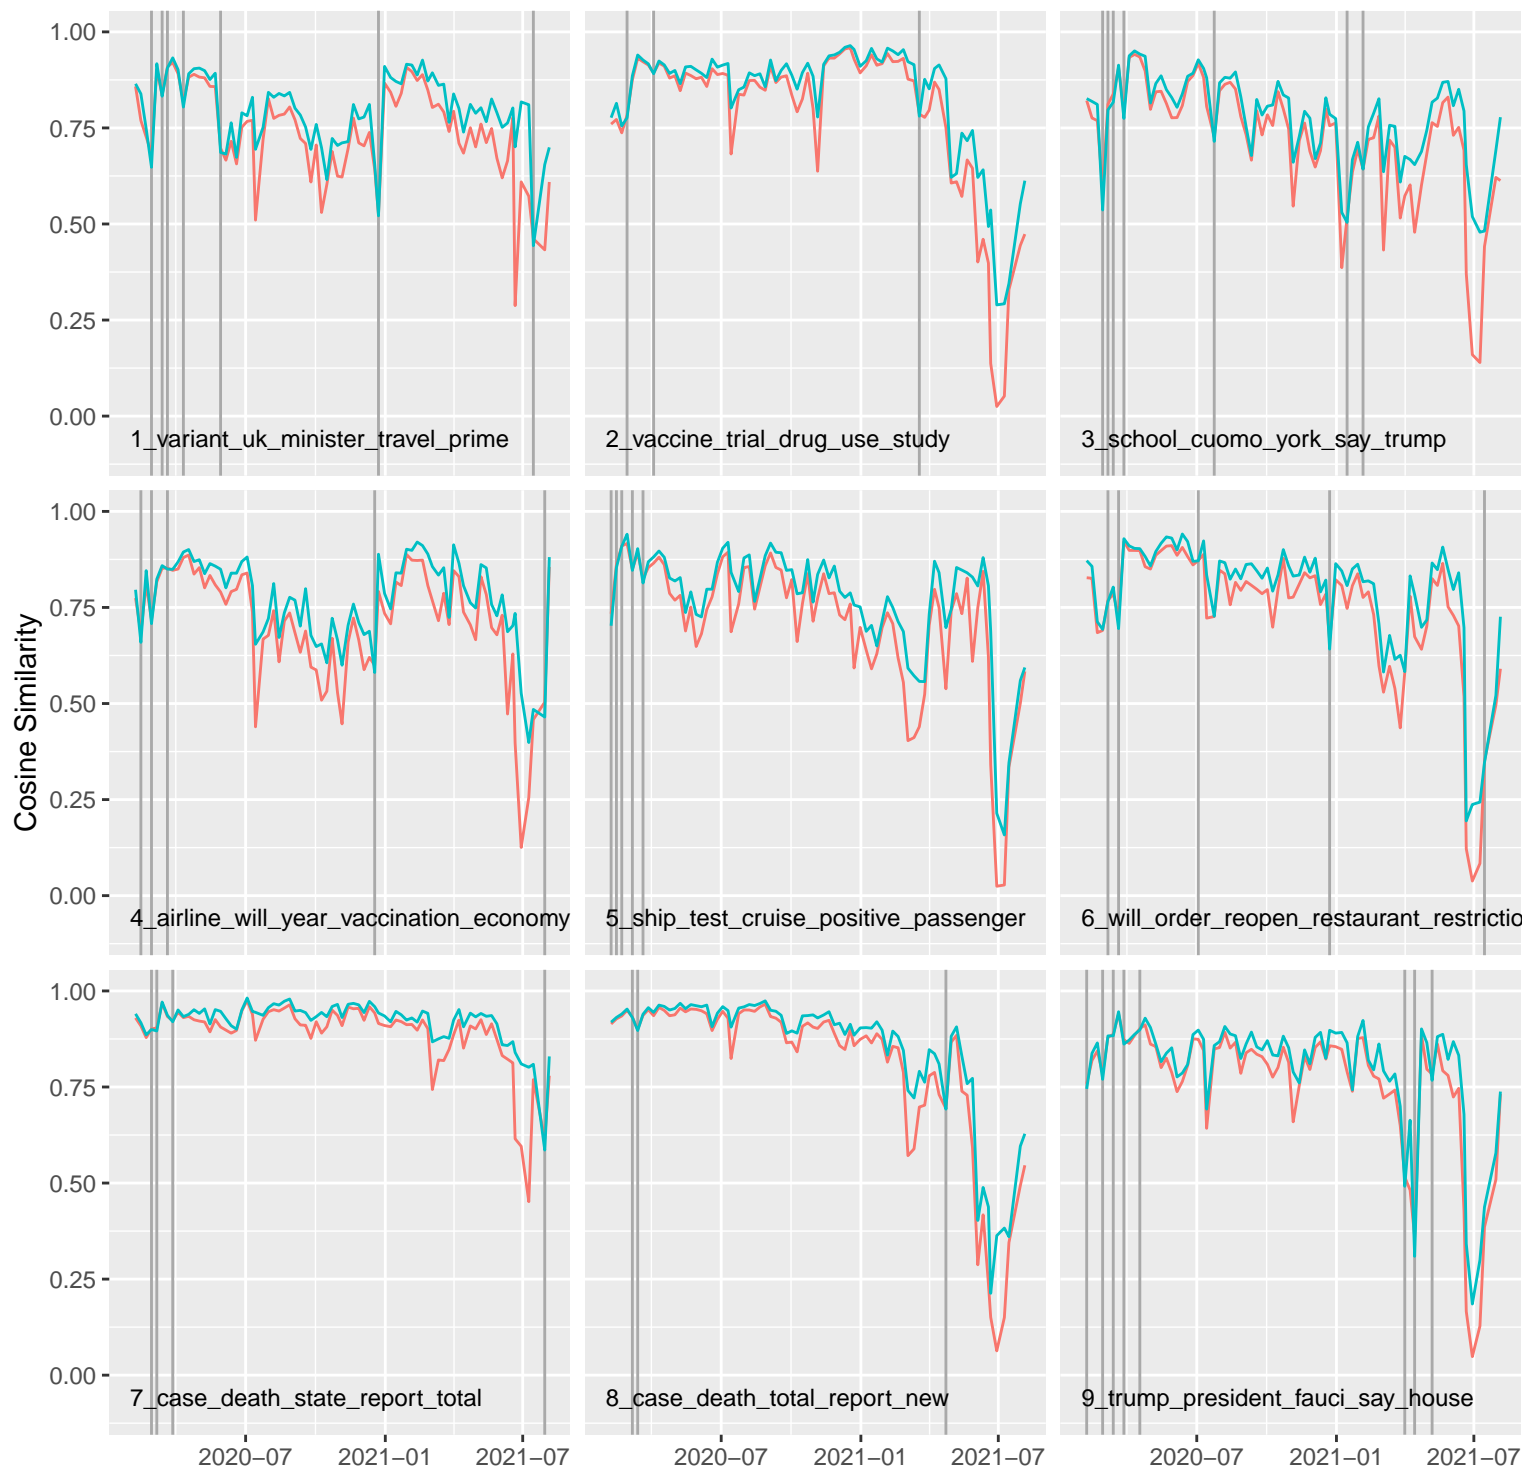 1.00
0.75
0.50
0.25
0.00
1_variant_uk_minister_travel_prime
2_vaccine_trial_drug_use_study
3_school_cuomo_york_say_trump
Cosine Similarity
1.00
0.75
0.50
0.25
0.00
4_airline_will_year_vaccination_economy
5_ship_test_cruise_positive_passenger
6_will_order_reopen_restaurant_restrictio
1.00
0.75
0.50
0.25
0.00
7_case_death_state_report_total
8_case_death_total_report_new
9_trump_president_fauci_say_house
2020−07 2021−01 2021−07
2020−07 2021−01 2021−07
2020−07 2021−01 2021−07